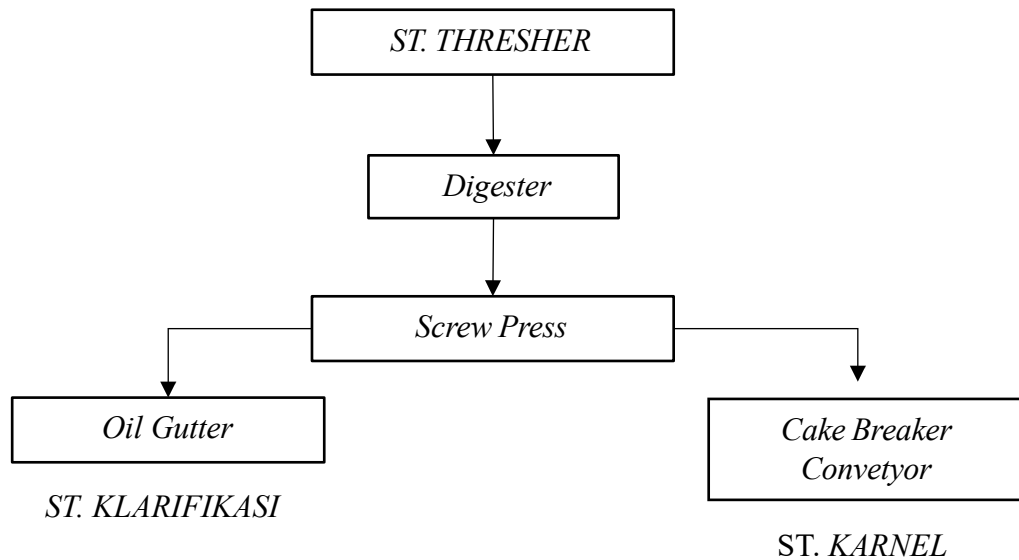 ST. THRESHER
Digester
Screw Press
Oil Gutter
Cake Breaker
Convetyor
ST. KLARIFIKASI
ST. KARNEL